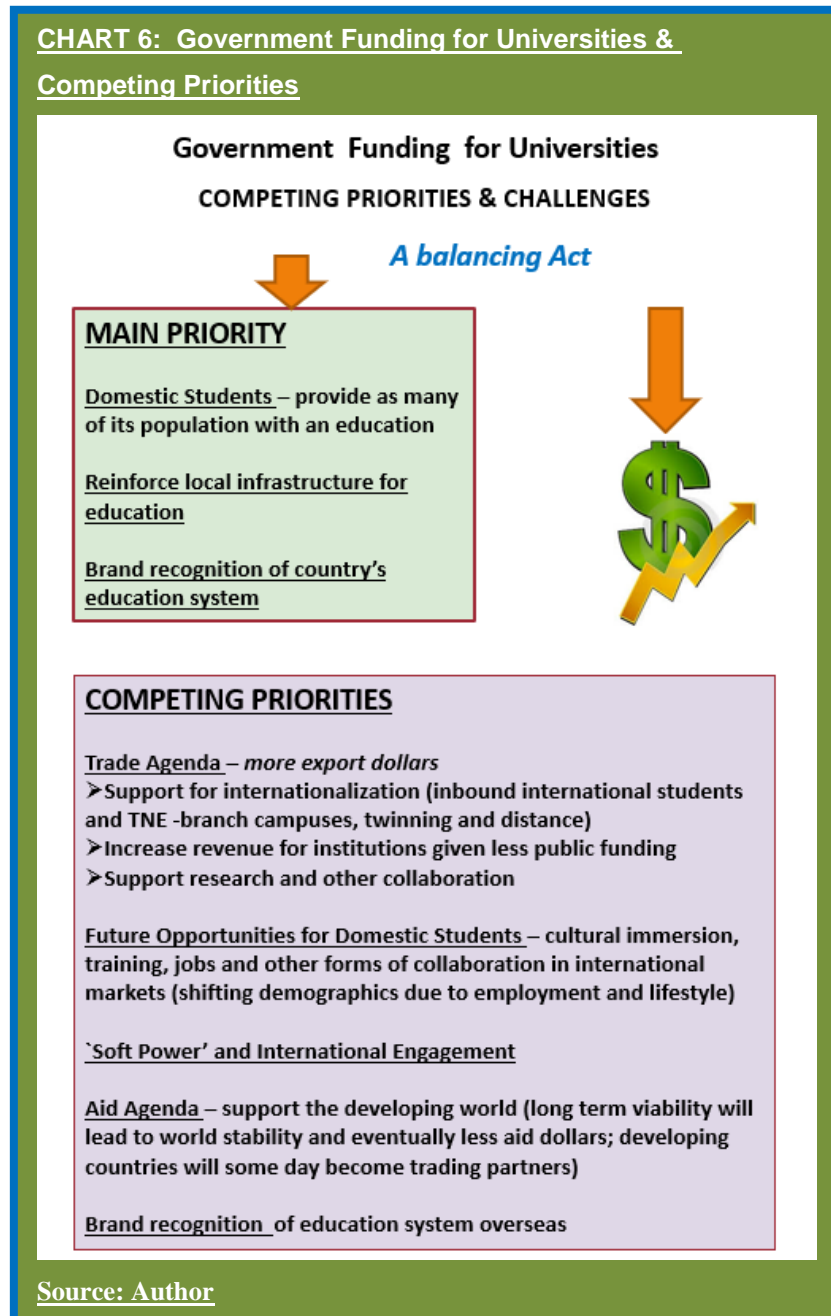 CHART 6:  Government Funding for Universities &
Competing Priorities
Government Funding for Universities
COMPETING PRIORITIES & CHALLENGES
A balancing Act
MAIN PRIORITY
Domestic Students – provide as many
of its population with an education
Reinforce local infrastructure for
education
Brand recognition of country’s
education system
$
COMPETING PRIORITIES
Trade Agenda – more export dollars
➢Support for internationalization (inbound international students
and TNE -branch campuses, twinning and distance)
➢Increase revenue for institutions given less public funding
➢Support research and other collaboration
Future Opportunities for Domestic Students – cultural immersion,
training, jobs and other forms of collaboration in international
markets (shifting demographics due to employment and lifestyle)
`Soft Power’ and International Engagement
Aid Agenda – support the developing world (long term viability will
lead to world stability and eventually less aid dollars; developing
countries will some day become trading partners)
Brand recognition of education system overseas
Source: Author